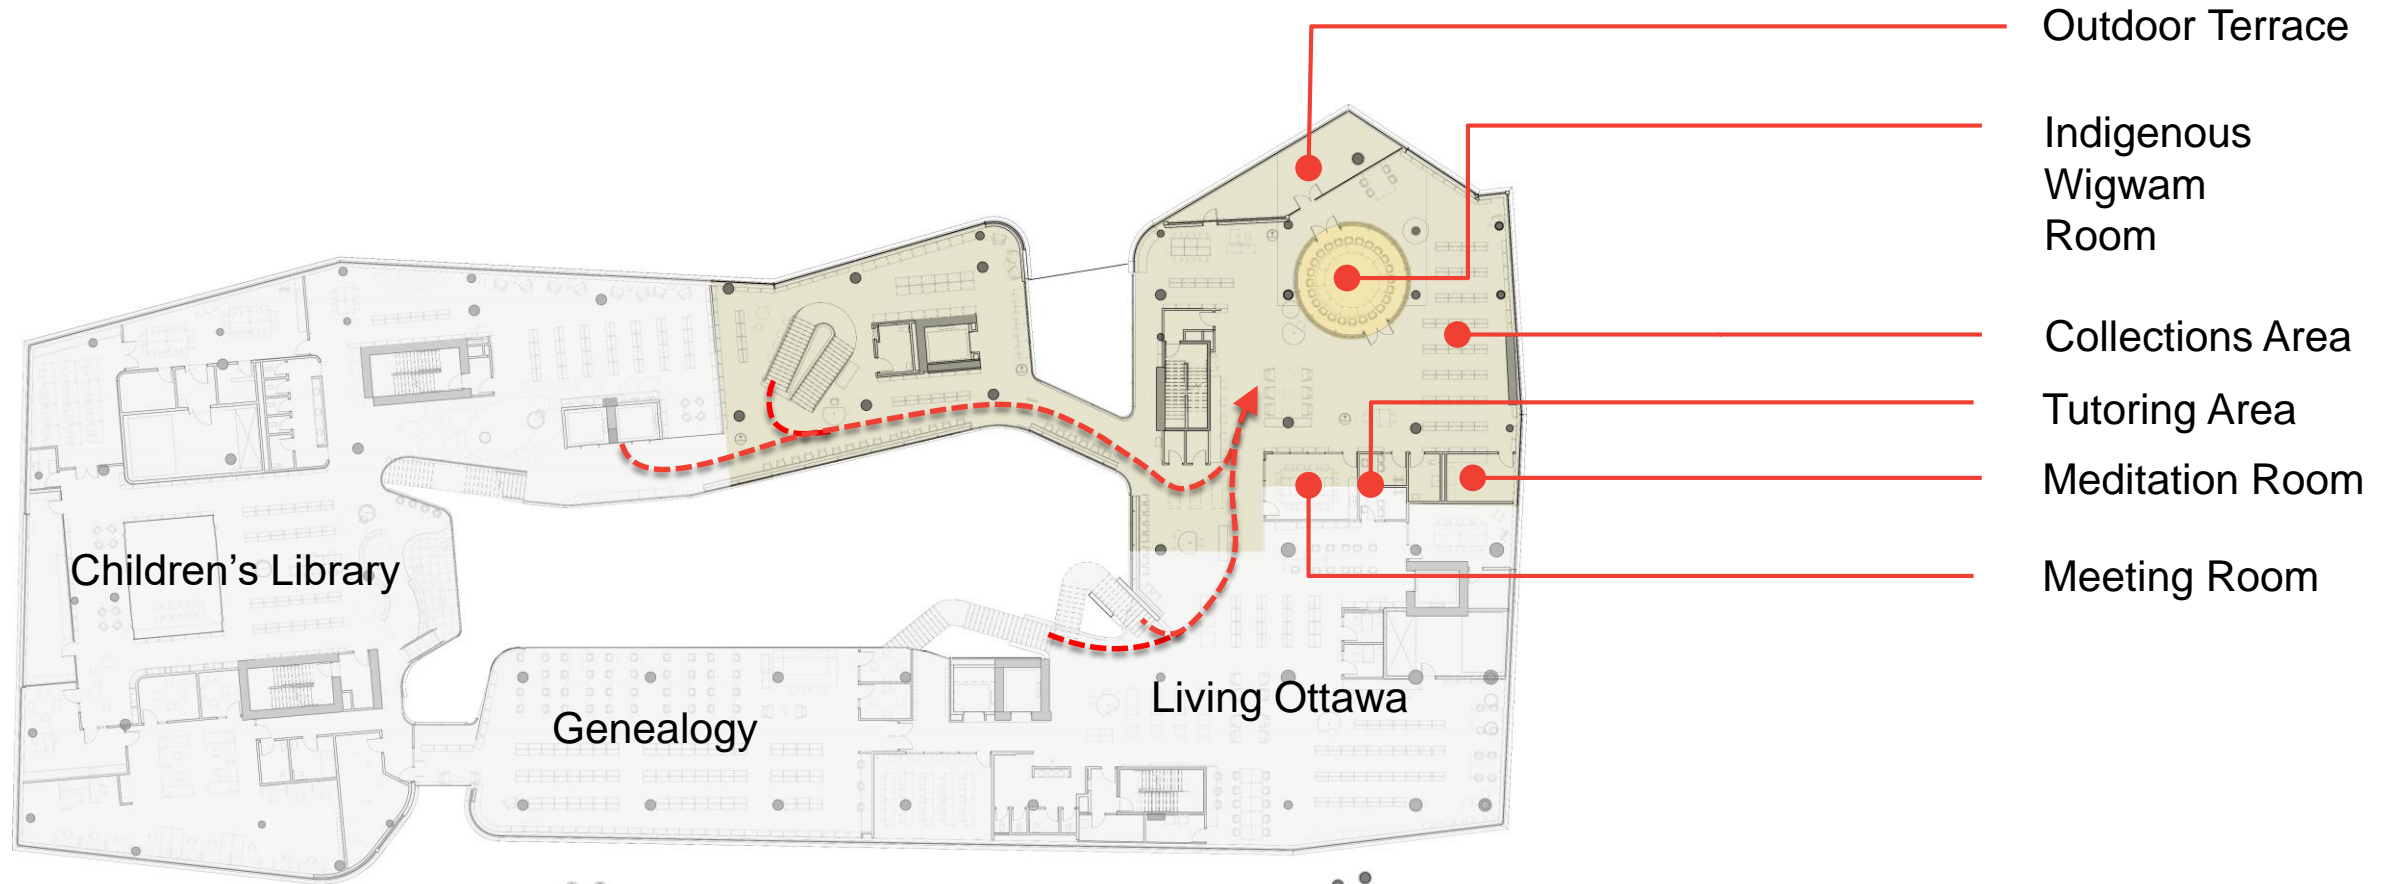 Outdoor Terrace
Indigenous
Wigwam
Room
Collections Area
Tutoring Area
Meditation Room
Meeting Room
Children’s Library
Genealogy
Living Ottawa